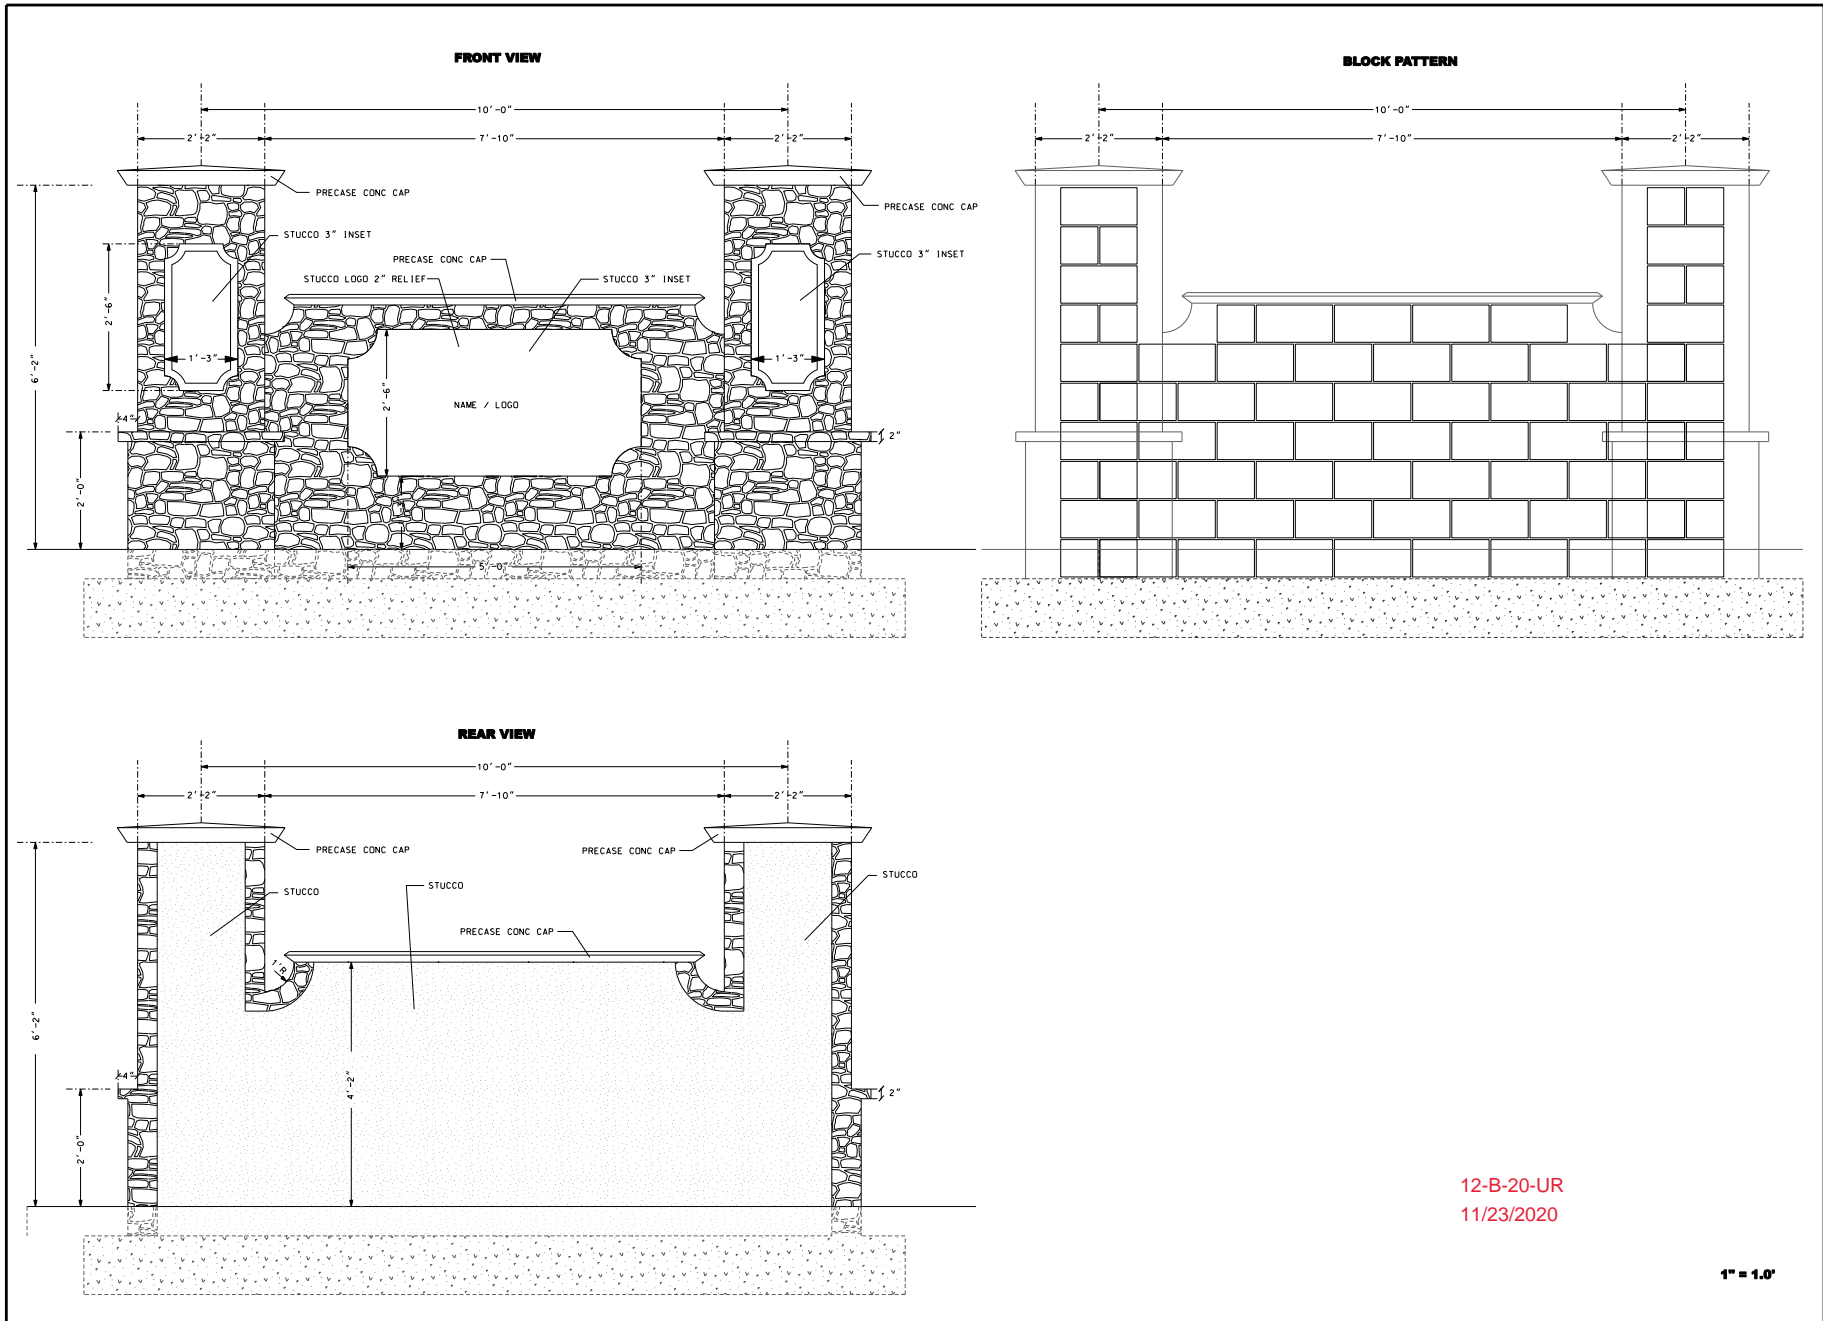 FRONT VIEW
10'-0"
2'-2" 7'-10" 2'-2"
PRECASE CONC CAP
PRECASE CONC CAP
STUCCO 3" INSET
STUCCO 3" INSET
PRECASE CONC CAP
STUCCO LOGO 2" RELIEF
STUCCO 3" INSET
2'-6"
1'-3"
1'-3"
6'-2"
2'-6"
NAME / LOGO
4"
2"
2'-0"
5'-0
BLOCK PATTERN
10'-0"
2'-2" 7'-10" 2'-2"
REAR VIEW
10'-0"
2'-2" 7'-10" 2'-2"
PRECASE CONC CAP
PRECASE CONC CAP
STUCCO
STUCCO
STUCCO
PRECASE CONC CAP
1'R
6'-2"
4"
4'-2"
2"
2'-0"
12-B-20-UR
11/23/2020
1" = 1.0'